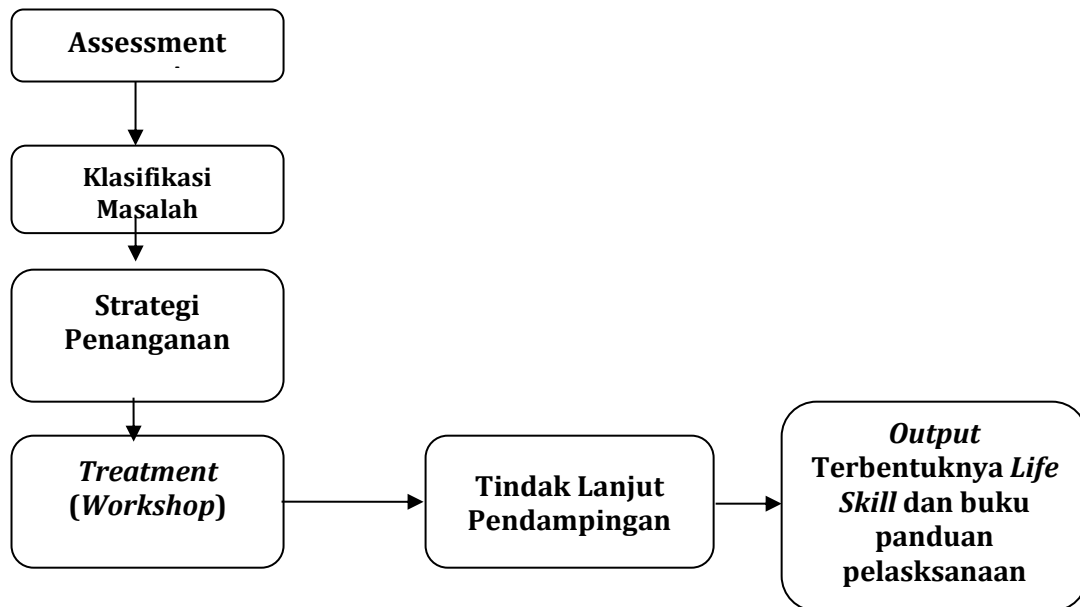 Assessment
Klasifikasi
Masalah
Strategi
Penanganan
Treatment
(Workshop)
Tindak Lanjut
Pendampingan
Output
Terbentuknya Life
Skill dan buku
panduan
pelasksanaan